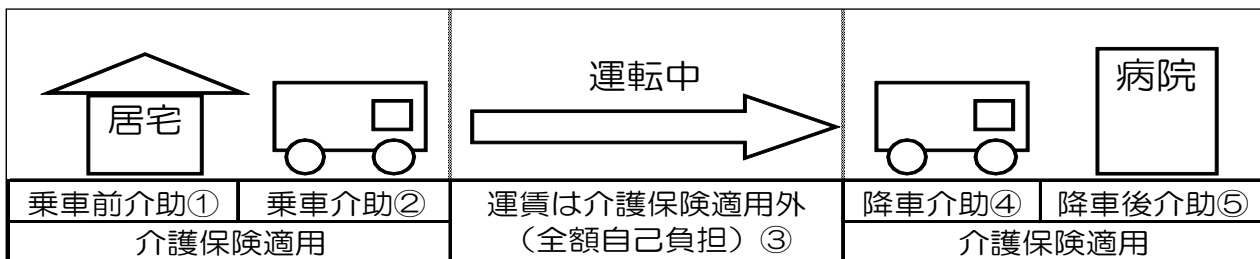 居宅
運転中
病院
乗車前介助①
乗車介助②
運賃は介護保険適用外
(全額自己負担)③
降車介助④
降車後介助⑤
介護保険適用
介護保険適用